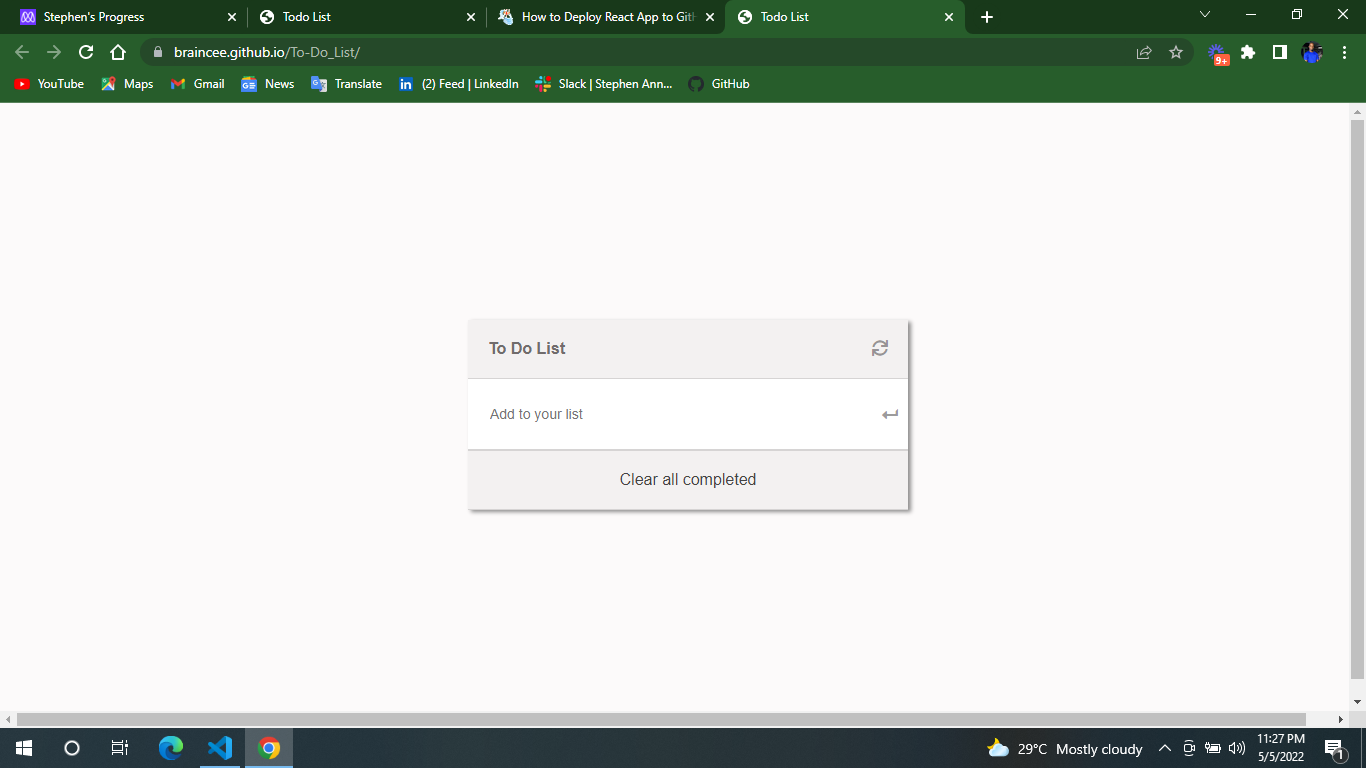 Stephen's Progress
Todo List
How to Deploy React App to GitH
Todo List
braincee.github.io/To-Do_List/
9+
YouTube
Maps
Gmail
News
Translate
(2) Feed | LinkedIn
Slack | Stephen Ann...
GitHub
To Do List
Add to your list
Clear all completed
29°C Mostly cloudy
11:27 PM
5/5/2022
1